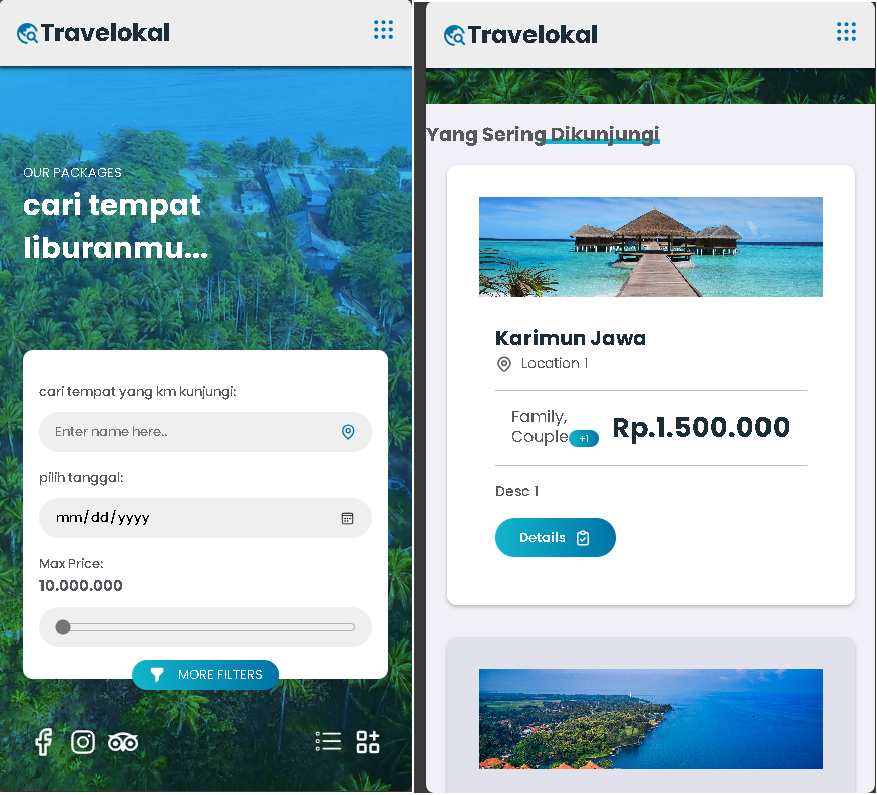 Travelokal
OUR PACKAGES
cari tempat
liburanmu...
cari tempat yang km kunjungi:
Enter name here..
pilih tanggal:
mm/dd/yyyy
Max Price:
10.000.000
MORE FILTERS
Travelokal
Yang Sering Dikunjungi
Karimun Jawa
Location 1
Family,
Couple +1
Rp.1.500.000
Desc 1
Details